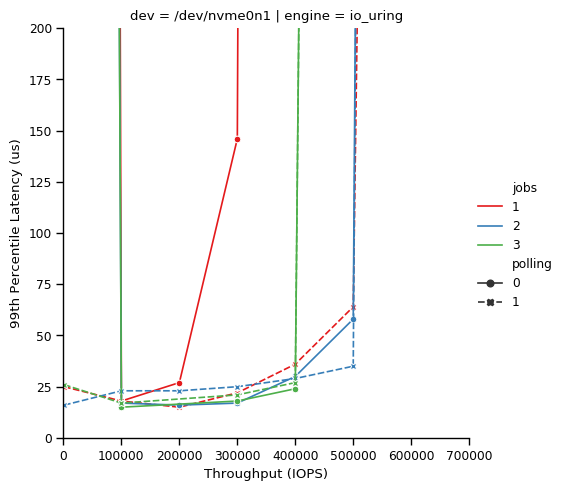 dev = /dev/nvme0n1 | engine = io_uring
200
175
150
125
100
75
50
25
0
99th Percentile Latency (us)
0 100000 200000 300000 400000 500000 600000 700000
Throughput (IOPS)
jobs
1
2
3
polling
0
1